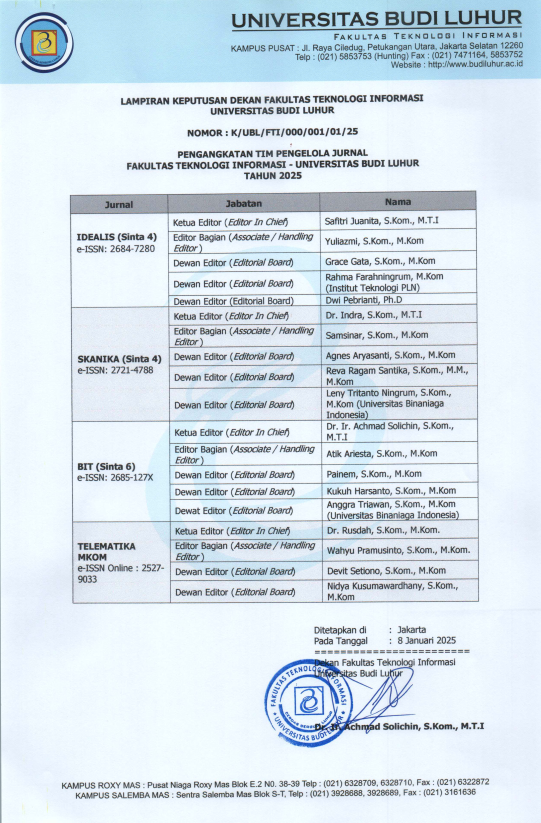 UNIVERSITAS BUDI LUHUR
FAKULTAS TEKNOLOGI INFORMASI
KAMPUS PUSAT : Jl. Raya Ciledug, Petukangan Utara, Jakarta Selatan 12260
Telp : (021) 5853753 (Hunting) Fax : (021) 7471164, 5853752
Website : http://www.budiluhur.ac.id
LAMPIRAN KEPUTUSAN DEKAN FAKULTAS TEKNOLOGI INFORMASI
UNIVERSITAS BUDI LUHUR
NOMOR : K/UBL/FTI/000/001/01/25
PENGANGKATAN TIM PENGELOLA JURNAL
FAKULTAS TEKNOLOGI INFORMASI - UNIVERSITAS BUDI LUHUR
TAHUN 2025
Jurnal Jabatan Nama
IDEALIS (Sinta 4)
e-ISSN: 2684-7280
Ketua Editor (Editor In Chief) Safitri Juanita, S.Kom., M.T.I
Editor Bagian (Associate / Handling
Editor ) Yuliazmi, S.Kom., M.Kom
Dewan Editor (Editorial Board) Grace Gata, S.Kom., M.Kom
Dewan Editor (Editorial Board) Rahma Farahningrum, M.Kom
(Institut Teknologi PLN)
Dewan Editor (Editorial Board) Dwi Pebrianti, Ph.D
SKANIKA (Sinta 4)
e-ISSN: 2721-4788
Ketua Editor (Editor In Chief) Dr. Indra, S.Kom., M.T.I
Editor Bagian (Associate / Handling
Editor ) Samsinar, S.Kom., M.Kom
Dewan Editor (Editorial Board) Agnes Aryasanti, S.Kom., M.Kom
Dewan Editor (Editorial Board) Reva Ragam Santika, S.Kom., M.M.,
M.Kom
Dewan Editor (Editorial Board) Leny Tritanto Ningrum, S.Kom.,
M.Kom (Universitas Binaniaga
Indonesia)
BIT (Sinta 6)
e-ISSN: 2685-127X
Ketua Editor (Editor In Chief) Dr. Ir. Achmad Solichin, S.Kom.,
M.T.I
Editor Bagian (Associate / Handling
Editor ) Atik Ariesta, S.Kom., M.Kom
Dewan Editor (Editorial Board) Painem, S.Kom., M.Kom
Dewan Editor (Editorial Board) Kukuh Harsanto, S.Kom., M.Kom
Dewat Editor (Editorial Board) Anggra Triawan, S.Kom., M.Kom
(Universitas Binaniaga Indonesia)
TELEMATIKA
MKOM
e-ISSN Online : 2527-
9033
Ketua Editor (Editor In Chief) Dr. Rusdah, S.Kom., M.Kom.
Editor Bagian (Associate / Handling
Editor ) Wahyu Pramusinto, S.Kom., M.Kom.
Dewan Editor (Editorial Board) Devit Setiono, S.Kom., M.Kom
Dewan Editor (Editorial Board) Nidya Kusumawardhany, S.Kom.,
M.Kom
Ditetapkan di : Jakarta
Pada Tanggal : 8 Januari 2025
=========================
Dekan Fakultas Teknologi Informasi
Universitas Budi Luhur
FAKULTAS TEKNOLOGI INFORMASI
UNIVERSITAS BUDI LUHUR
Dr. Ir. Achmad Solichin, S.Kom., M.T.I
KAMPUS ROXY MAS : Pusat Niaga Roxy Mas Blok E.2 N0. 38-39 Telp : (021) 6328709, 6328710, Fax : (021) 6322872
KAMPUS SALEMBA MAS : Sentra Salemba Mas Blok S-T, Telp : (021) 3928688, 3928689, Fax : (021) 3161636